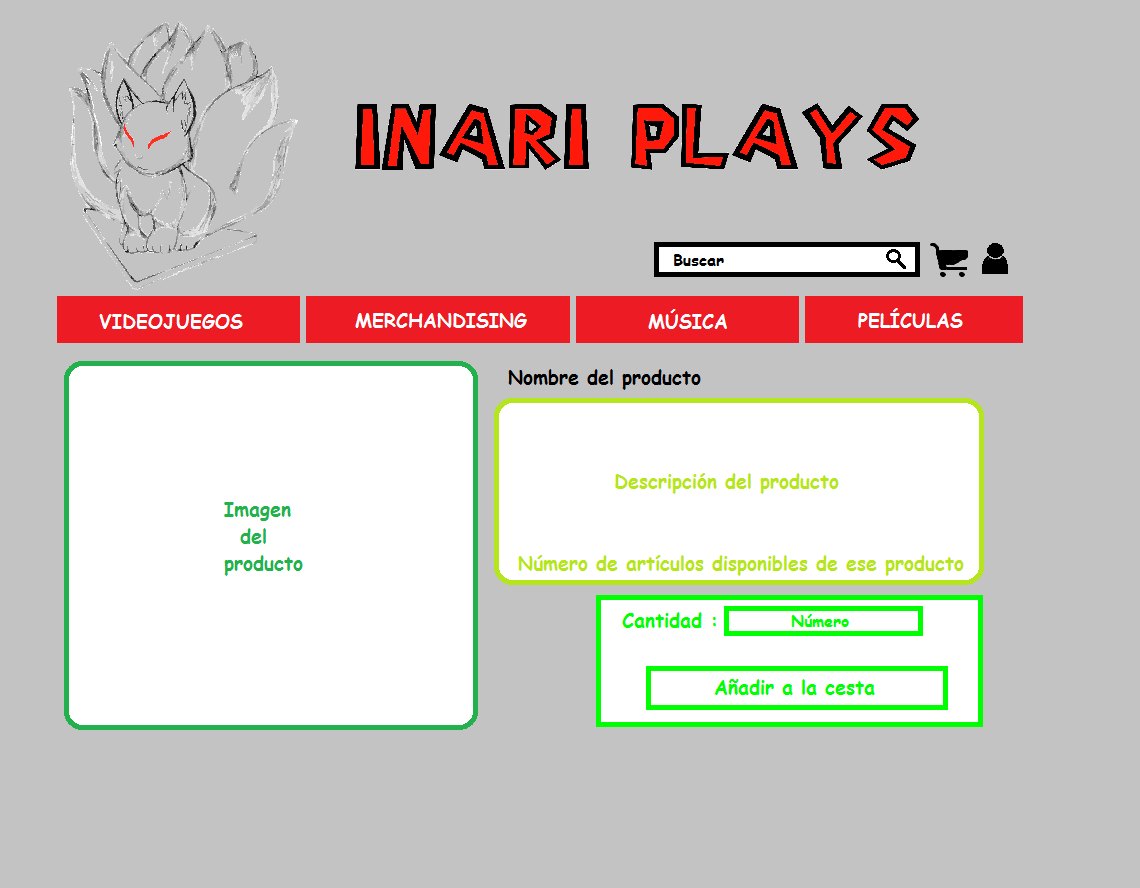 INARI PLAYS
Buscar
VIDEOJUEGOS
MERCHANDISING
MÚSICA
PELÍCULAS
Nombre del producto
Imagen
del
producto
Descripción del producto
Número de artículos disponibles de ese producto
Cantidad :
Número
Añadir a la cesta